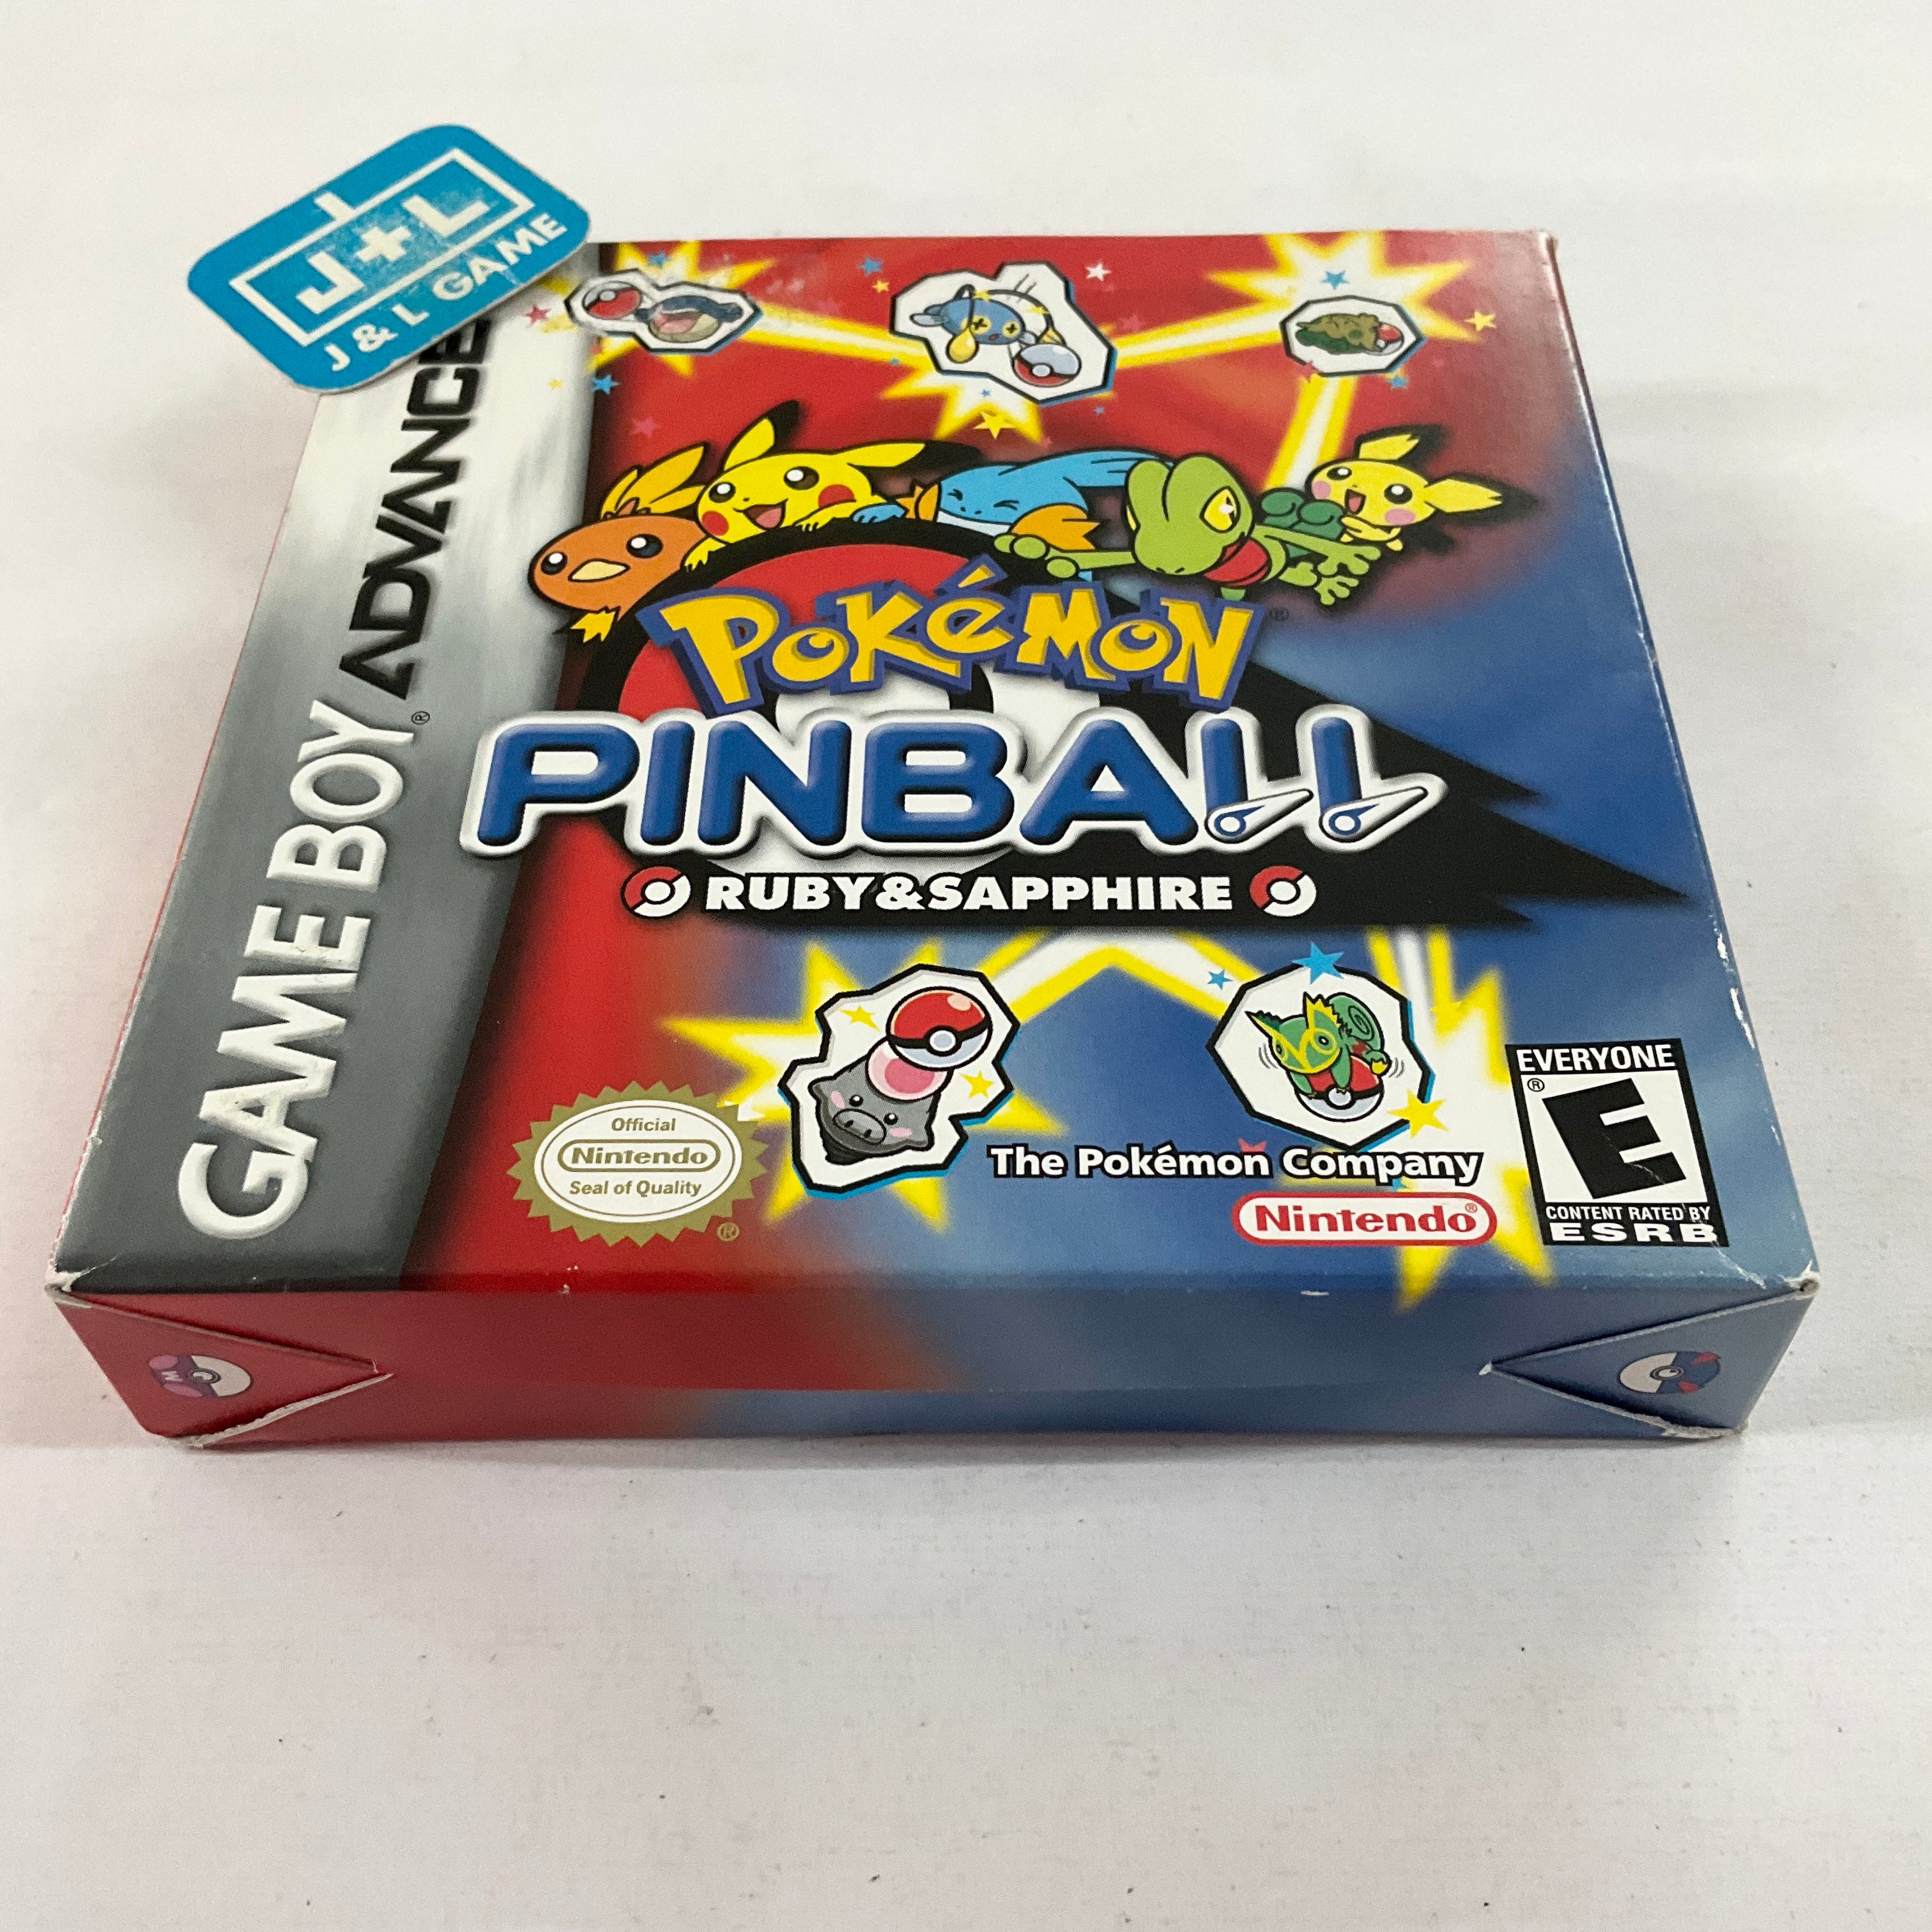 J+L
J & L GAME
GAME BOY ADVANCE
®
POKéMON
®
PINBALL
RUBY&SAPPHIRE
Official
Nintendo
Seal of Quality
®
The Pokémon Company
Nintendo®
EVERYONE
®
E
CONTENT RATED BY
ESRB